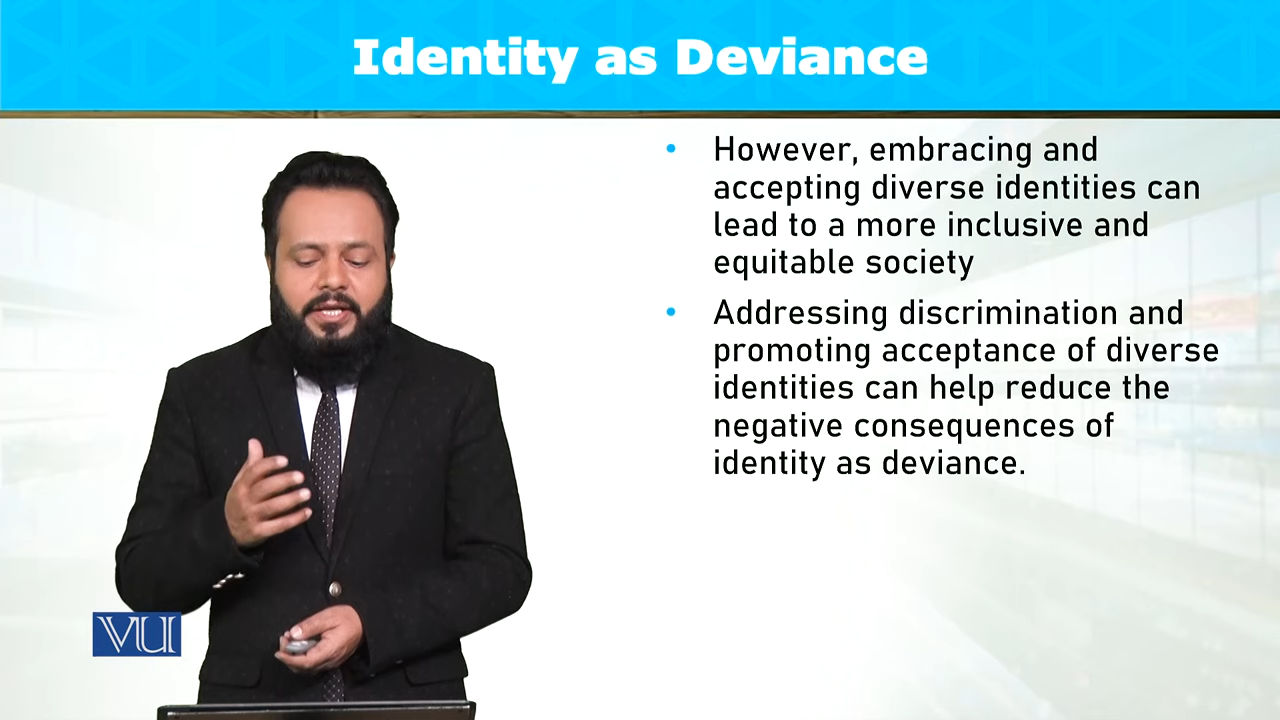 Identity as Deviance
• However, embracing and
accepting diverse identities can
lead to a more inclusive and
equitable society
• Addressing discrimination and
promoting acceptance of diverse
identities can help reduce the
negative consequences of
identity as deviance.
VU